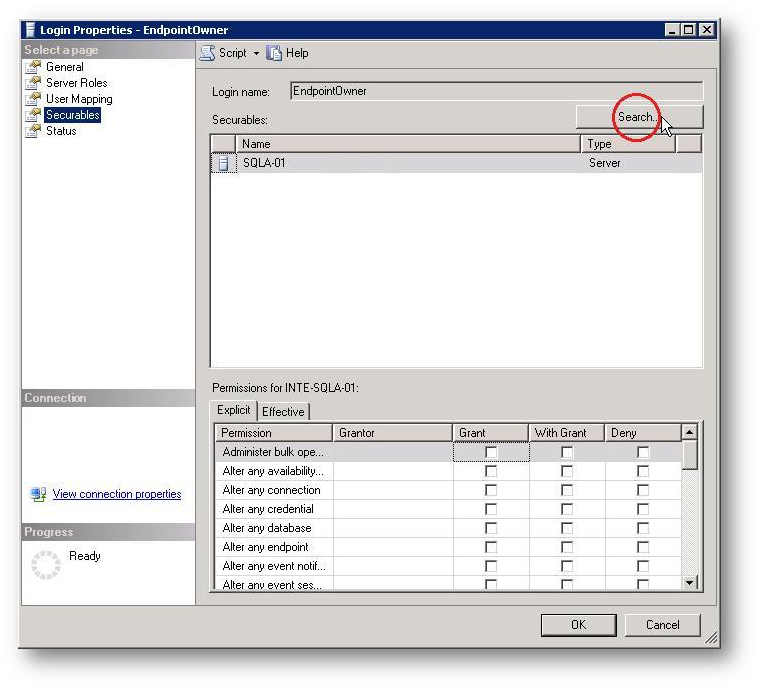 Login Properties - EndpointOwner
Select a page
General
Server Roles
User Mapping
Securables
Status
Script
Help
Login name:
EndpointOwner
Securables:
Search...
Name Type
SQLA-01 Server
Permissions for INTE-SQLA-01:
Explicit Effective
Permission Grantor Grant With Grant Deny
Administer bulk ope...
Alter any availability...
Alter any connection
Alter any credential
Alter any database
Alter any endpoint
Alter any event notif...
Alter any event ses...
Connection
View connection properties
Progress
Ready
OK Cancel